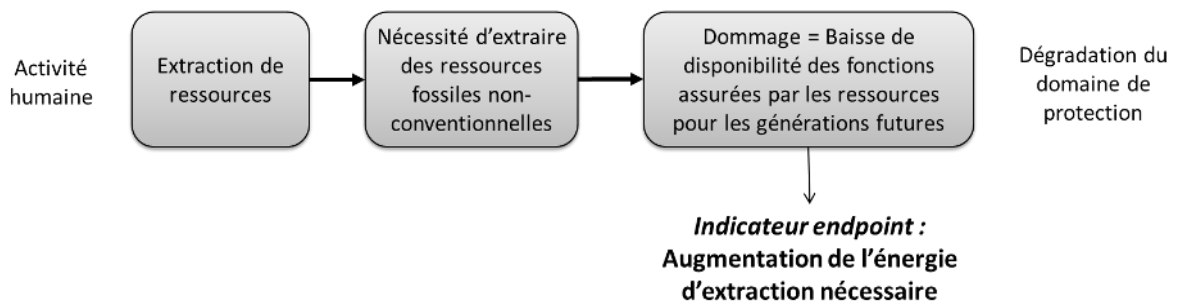 Activité
humaine
Extraction de
ressources
Nécessité d'extraire
des ressources
fossiles non-
conventionnelles
Dommage = Baisse de
disponibilité des fonctions
assurées par les ressources
pour les générations futures
Dégradation du
domaine de
protection
Indicateur endpoint :
Augmentation de l'énergie
d'extraction nécessaire